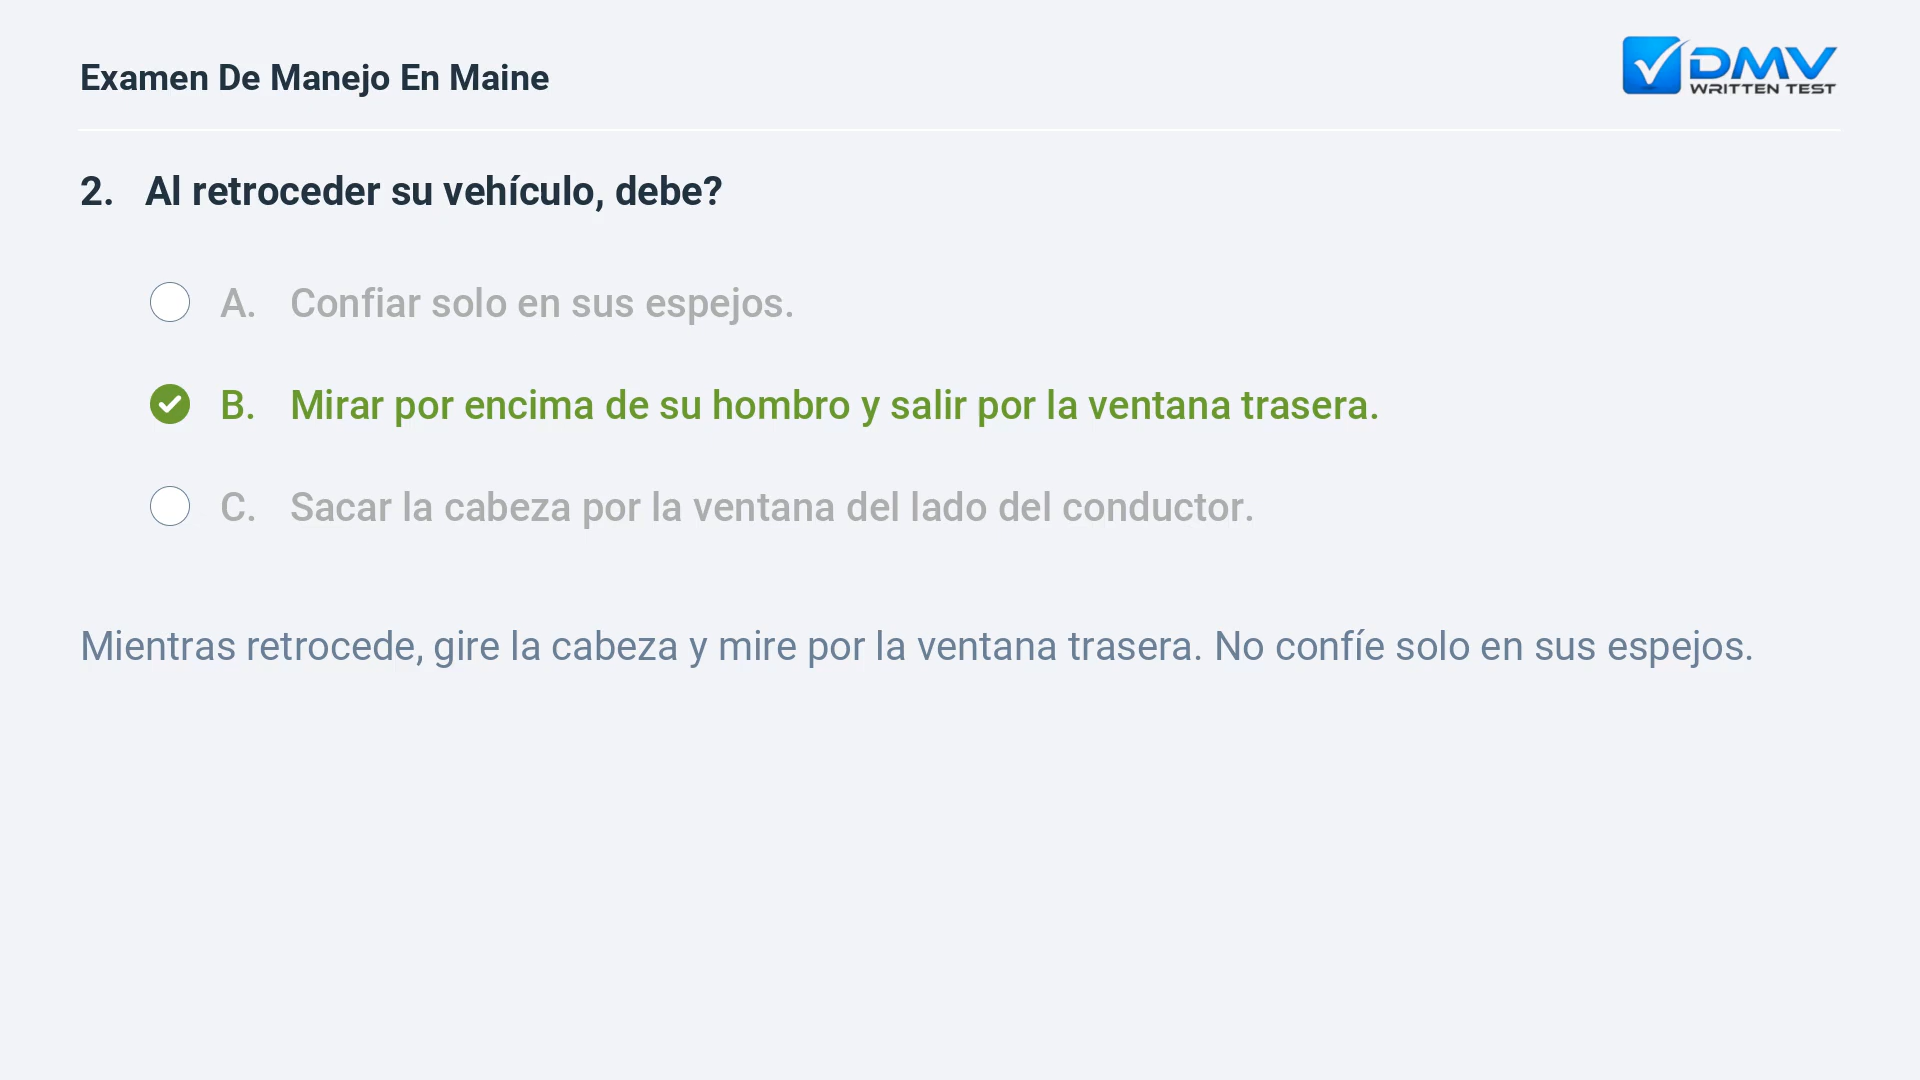 Examen De Manejo En Maine
DMV
WRITTEN TEST
2. Al retroceder su vehículo, debe?
A. Confiar solo en sus espejos.
B. Mirar por encima de su hombro y salir por la ventana trasera.
C. Sacar la cabeza por la ventana del lado del conductor.
Mientras retrocede, gire la cabeza y mire por la ventana trasera. No confíe solo en sus espejos.